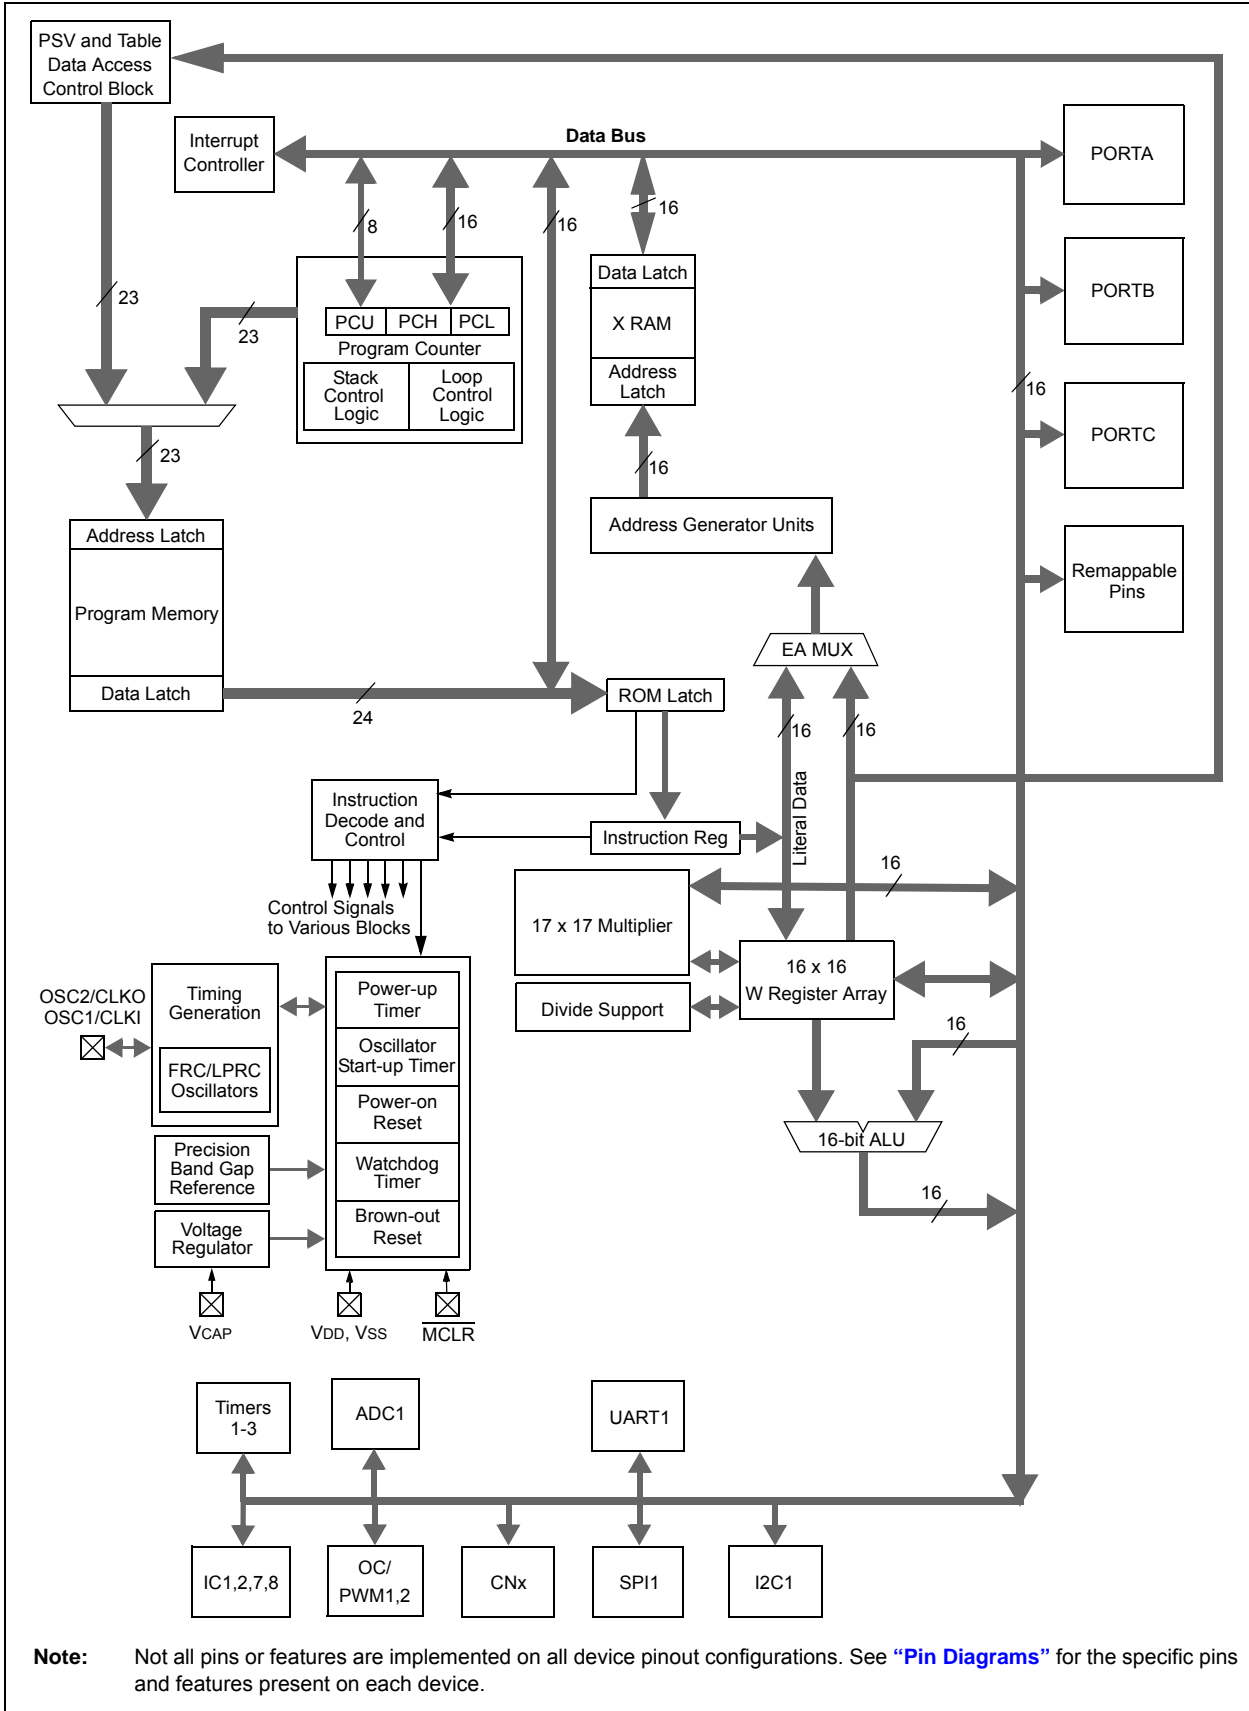 PSV and Table
Data Access
Control Block
Interrupt
Controller
Data Bus
PORTA
8
16
16
16
PORTB
23
23
PCU
PCH
PCL
Program Counter
Stack
Control
Logic
Loop
Control
Logic
Data Latch
X RAM
Address
Latch
16
PORTC
23
16
Address Generator Units
Address Latch
Program Memory
Data Latch
Remappable
Pins
EA MUX
24
ROM Latch
16
16
Literal Data
Instruction
Decode and
Control
Instruction Reg
16
Control Signals
to Various Blocks
17 x 17 Multiplier
16 x 16
W Register Array
Divide Support
16
16-bit ALU
16
OSC2/CLKO
OSC1/CLKI
Timing
Generation
FRC/LPRC
Oscillators
Power-up
Timer
Oscillator
Start-up Timer
Power-on
Reset
Watchdog
Timer
Brown-out
Reset
Precision
Band Gap
Reference
Voltage
Regulator
VCAP
VDD, VSS
MCLR
Timers
1-3
ADC1
UART1
IC1,2,7,8
OC/
PWM1,2
CNx
SPI1
I2C1
Note: Not all pins or features are implemented on all device pinout configurations. See “Pin Diagrams” for the specific pins
and features present on each device.